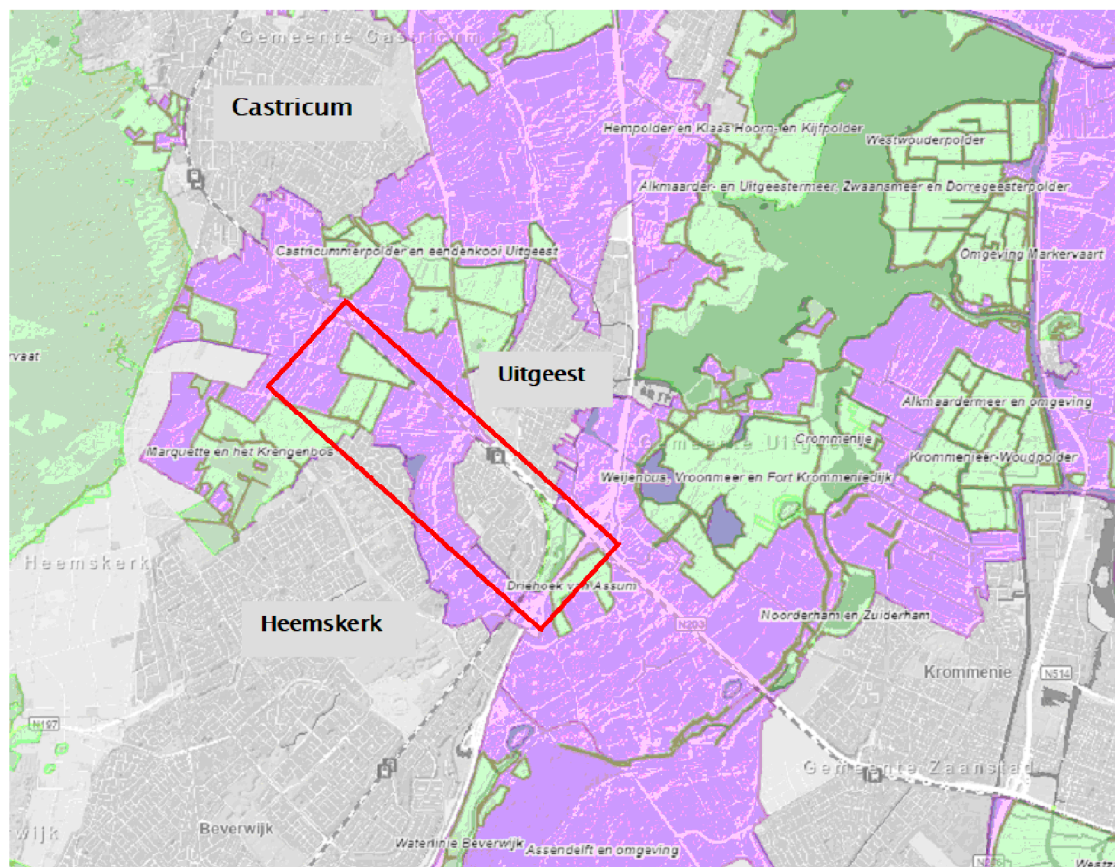 Gemeente Castricum
Castricum
Hempolder en Klaas Hoorn- en Kijfpolder
Westwouderpolder
Alkmaarder- en Uitgeestermeer, Zwaansmeer en Dorregeesterpolder
Castricummerpolder en eendenkooi Uitgeest
Omgeving Markervaart
Uitgeest
Alkmaardermeer en omgeving
Gemeente Uitgeest
Crommenije
Marquette en het Krengenbos
Krommenieer-Woudpolder
Weijenbus, Vroonmeer en Fort Krommeniedijk
Heemskerk
Driehoek van Assum
Noorderham en Zuiderham
Heemskerk
N203
Krommenie
N514
N197
Gemeente Zaanstad
Beverwijk
Waterlinie Beverwijk
Assendelft en omgeving